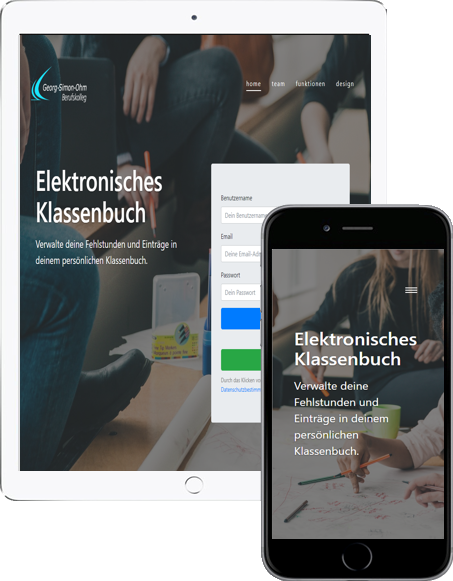 Georg-Simon-Ohm
Berufskolleg
home team funktionen design
Elektronisches
Klassenbuch
Verwalte deine Fehlstunden und Einträge in
deinem persönlichen Klassenbuch.
Benutzername
Dein Benutzername
Email
Deine Email-Adr
Passwort
Dein Passwort
Durch das Klicken
Datenschutzbestimm
Elektronisches
Klassenbuch
Verwalte deine
Fehlstunden und
Einträge in deinem
persönlichen
Klassenbuch.